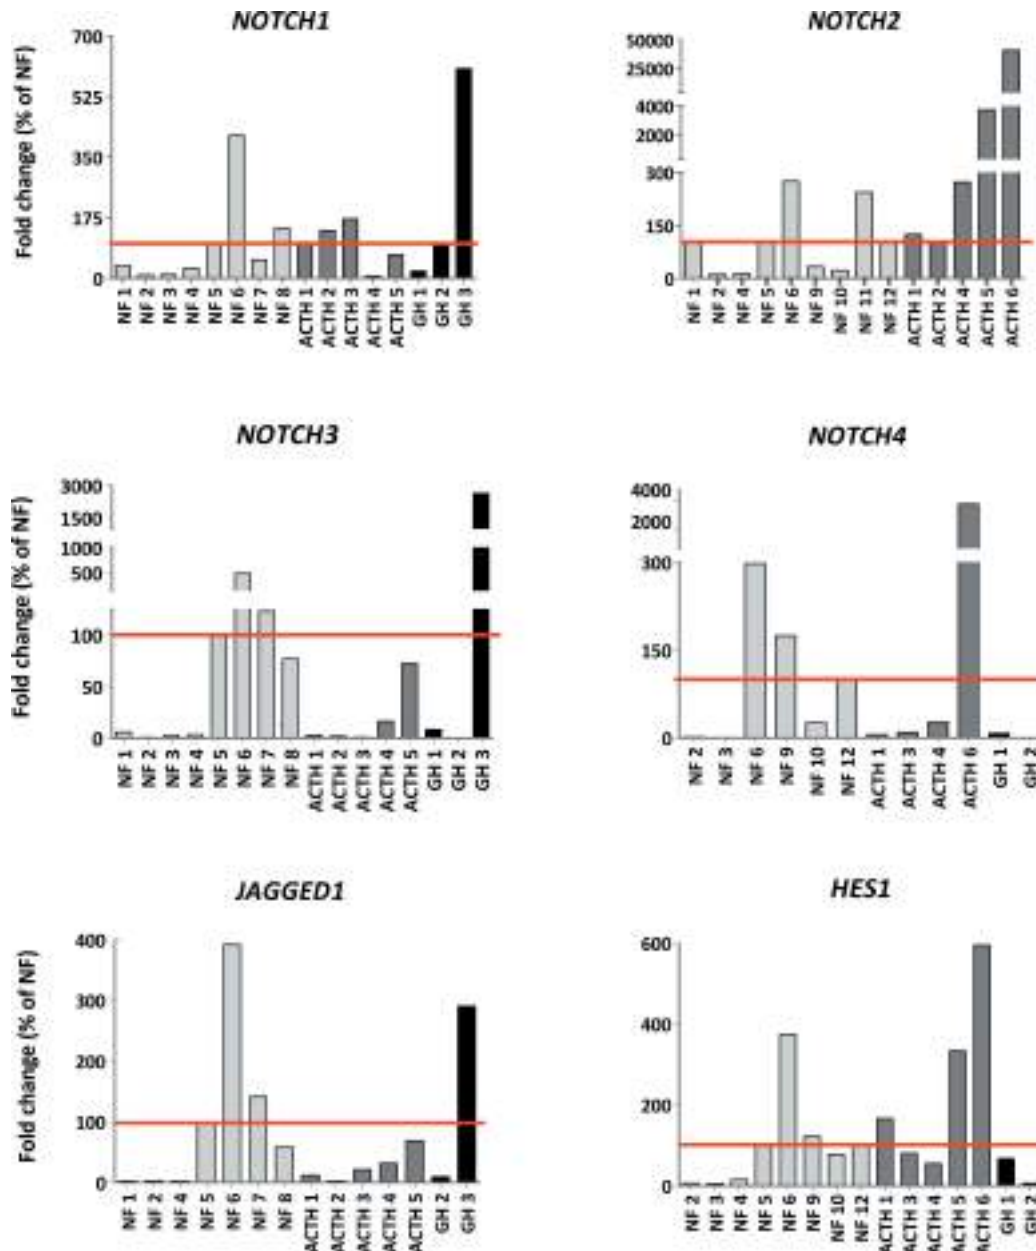 NOTCH1
Fold change (% of NF)
700
525
350
175
0
NF 1
NF 2
NF 3
NF 4
NF 5
NF 6
NF 7
NF 8
ACTH 1
ACTH 2
ACTH 3
ACTH 4
ACTH 5
GH 1
GH 2
GH 3
NOTCH2
50000
25000
4000
2000
300
150
0
NF 1
NF 2
NF 4
NF 5
NF 6
NF 9
NF 10
NF 11
NF 12
ACTH 1
ACTH 2
ACTH 4
ACTH 5
ACTH 6
NOTCH3
Fold change (% of NF)
3000
1500
1000
500
100
50
0
NF 1
NF 2
NF 3
NF 4
NF 5
NF 6
NF 7
NF 8
ACTH 1
ACTH 2
ACTH 3
ACTH 4
ACTH 5
GH 1
GH 2
GH 3
NOTCH4
4000
2000
300
150
0
NF 2
NF 3
NF 6
NF 9
NF 10
NF 12
ACTH 1
ACTH 3
ACTH 4
ACTH 6
GH 1
GH 2
JAGGED1
Fold change (% of NF)
400
300
200
100
0
NF 1
NF 2
NF 4
NF 5
NF 6
NF 7
NF 8
ACTH 1
ACTH 2
ACTH 3
ACTH 4
ACTH 5
GH 2
GH 3
HES1
600
400
200
0
NF 2
NF 3
NF 4
NF 5
NF 6
NF 9
NF 10
NF 12
ACTH 1
ACTH 3
ACTH 4
ACTH 5
ACTH 6
GH 1
GH 2